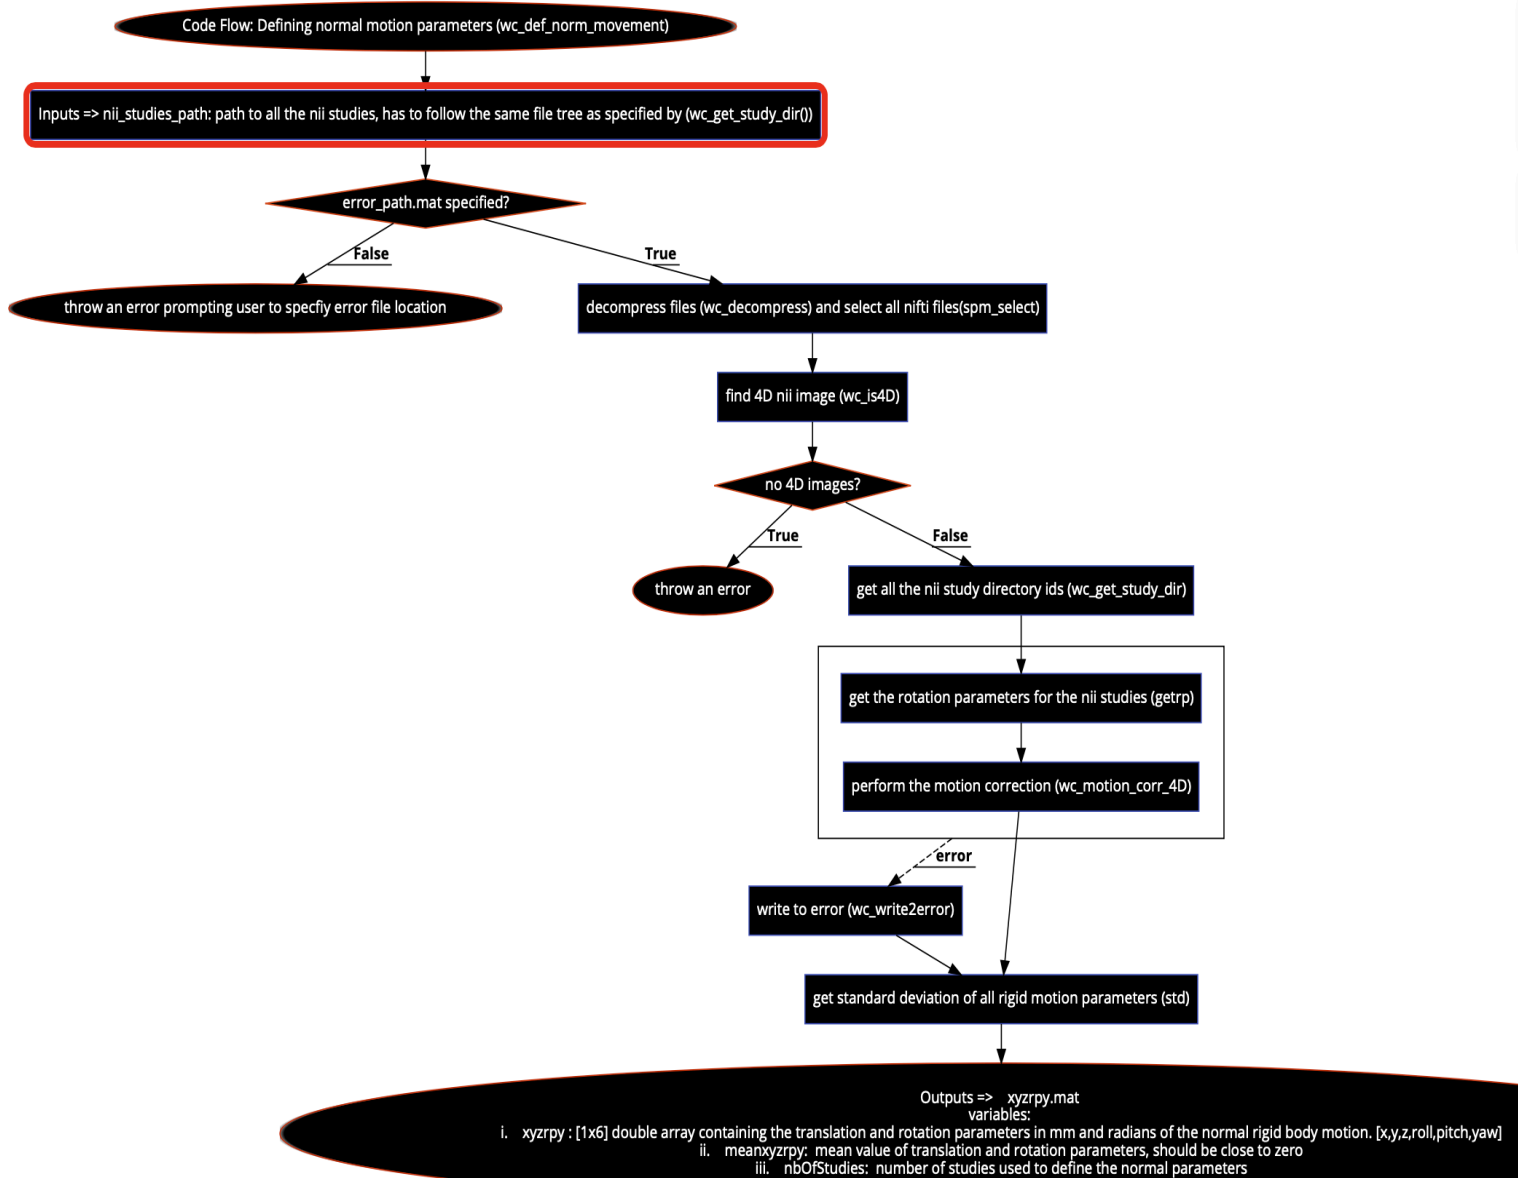 Code Flow: Defining normal motion parameters (wc_def_norm_movement)
Inputs => nii_studies_path: path to all the nii studies, has to follow the same file tree as specified by (wc_get_study_dir())
error_path.mat specified?
False
True
throw an error prompting user to specfiy error file location
decompress files (wc_decompress) and select all nifti files(spm_select)
find 4D nii image (wc_is4D)
no 4D images?
True
False
throw an error
get all the nii study directory ids (wc_get_study_dir)
get the rotation parameters for the nii studies (getrp)
perform the motion correction (wc_motion_corr_4D)
error
write to error (wc_write2error)
get standard deviation of all rigid motion parameters (std)
Outputs => xyzrpy.mat
variables:
i. xyzrpy : [1x6] double array containing the translation and rotation parameters in mm and radians of the normal rigid body motion. [x,y,z,roll,pitch,yaw]
ii. meanxyzrpy: mean value of translation and rotation parameters, should be close to zero
iii. nbOfStudies: number of studies used to define the normal parameters